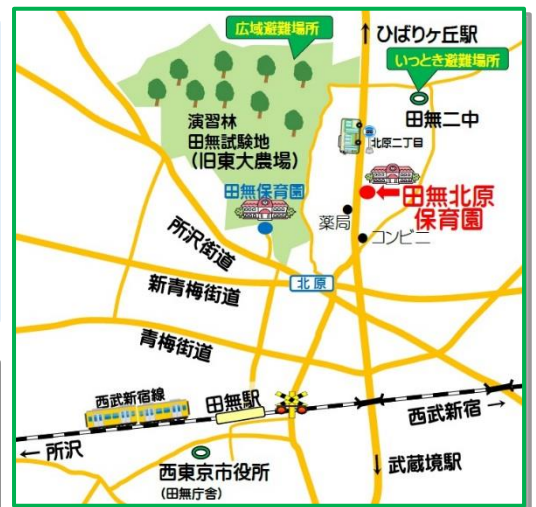 広域避難場所
↑ ひばりヶ丘駅
いっとき避難場所
田無二中
演習林
田無試験地
(旧東大農場)
北原二丁目
田無保育園
田無北原
保育園
薬局
コンビニ
所沢街道
北原
新青梅街道
青梅街道
西武新宿線
田無駅
西武新宿 →
← 所沢
↓ 武蔵境駅
西東京市役所
(田無庁舎)